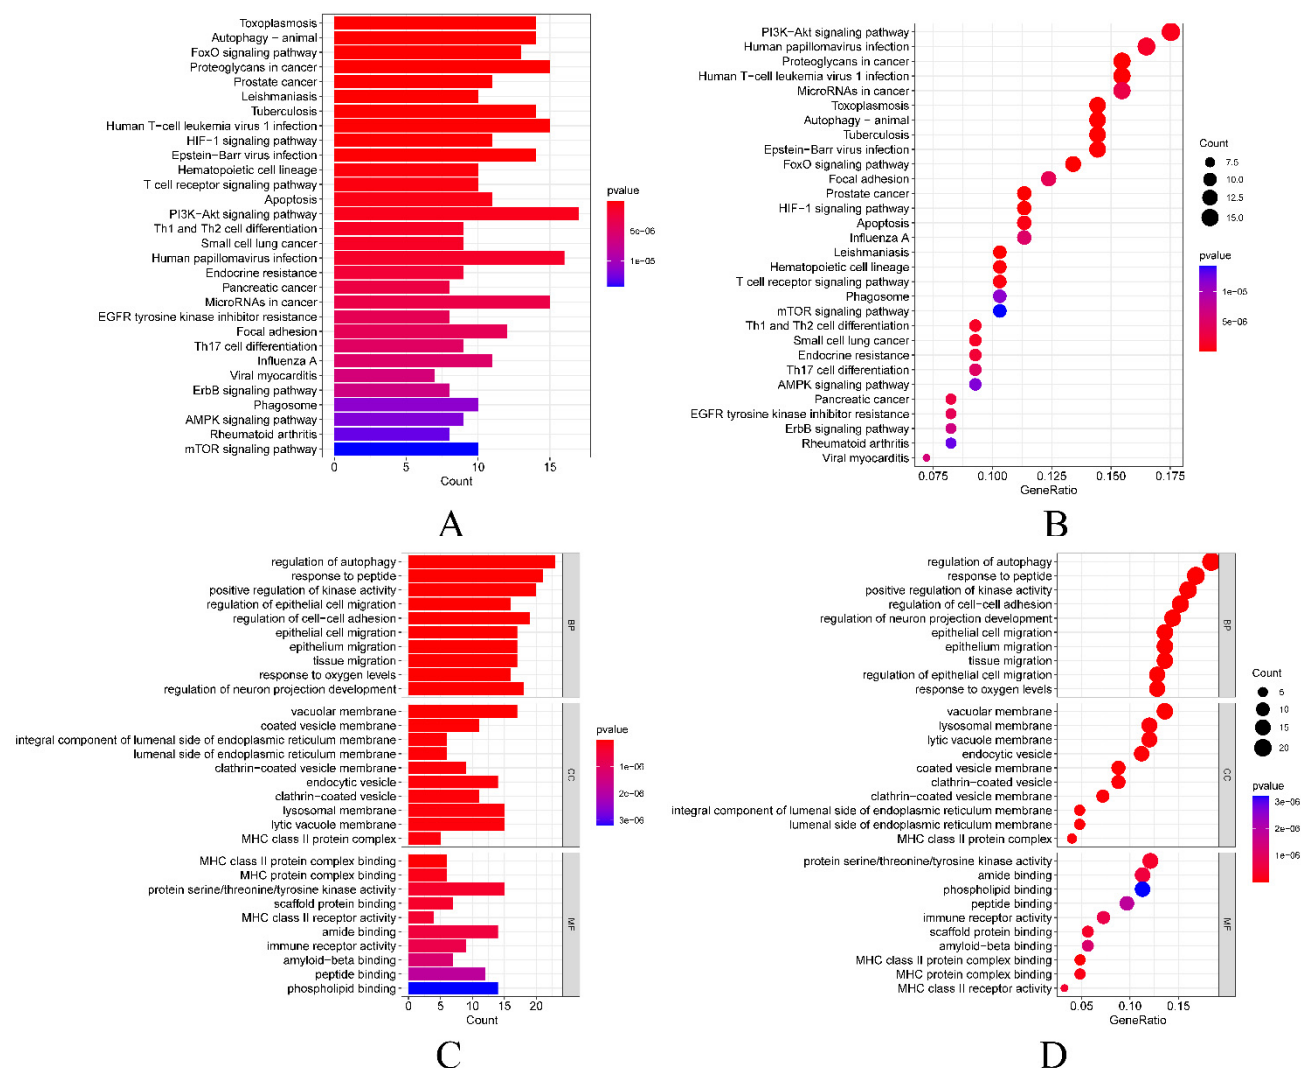 Toxoplasmosis
Autophagy − animal
FoxO signaling pathway
Proteoglycans in cancer
Prostate cancer
Leishmaniasis
Tuberculosis
Human T−cell leukemia virus 1 infection
HIF−1 signaling pathway
Epstein−Barr virus infection
Hematopoietic cell lineage
T cell receptor signaling pathway
Apoptosis
PI3K−Akt signaling pathway
Th1 and Th2 cell differentiation
Small cell lung cancer
Human papillomavirus infection
Endocrine resistance
Pancreatic cancer
MicroRNAs in cancer
EGFR tyrosine kinase inhibitor resistance
Focal adhesion
Th17 cell differentiation
Influenza A
Viral myocarditis
ErbB signaling pathway
Phagosome
AMPK signaling pathway
Rheumatoid arthritis
mTOR signaling pathway
0 5 10 15
Count
pvalue
5e−06
1e−05
A
PI3K−Akt signaling pathway
Human papillomavirus infection
Proteoglycans in cancer
Human T−cell leukemia virus 1 infection
MicroRNAs in cancer
Toxoplasmosis
Autophagy − animal
Tuberculosis
Epstein−Barr virus infection
FoxO signaling pathway
Focal adhesion
Prostate cancer
HIF−1 signaling pathway
Apoptosis
Influenza A
Leishmaniasis
Hematopoietic cell lineage
T cell receptor signaling pathway
Phagosome
mTOR signaling pathway
Th1 and Th2 cell differentiation
Small cell lung cancer
Endocrine resistance
Th17 cell differentiation
AMPK signaling pathway
Pancreatic cancer
EGFR tyrosine kinase inhibitor resistance
ErbB signaling pathway
Rheumatoid arthritis
Viral myocarditis
0.075 0.100 0.125 0.150 0.175
GeneRatio
Count
7.5
10.0
12.5
15.0
pvalue
1e−05
5e−06
B
regulation of autophagy
response to peptide
positive regulation of kinase activity
regulation of epithelial cell migration
regulation of cell−cell adhesion
epithelial cell migration
epithelium migration
tissue migration
response to oxygen levels
regulation of neuron projection development
BP
vacuolar membrane
coated vesicle membrane
integral component of lumenal side of endoplasmic reticulum membrane
lumenal side of endoplasmic reticulum membrane
clathrin−coated vesicle membrane
endocytic vesicle
clathrin−coated vesicle
lysosomal membrane
lytic vacuole membrane
MHC class II protein complex
CC
MHC class II protein complex binding
MHC protein complex binding
protein serine/threonine/tyrosine kinase activity
scaffold protein binding
MHC class II receptor activity
amide binding
immune receptor activity
amyloid−beta binding
peptide binding
phospholipid binding
MF
0 5 10 15 20
Count
pvalue
1e−06
2e−06
3e−06
C
regulation of autophagy
response to peptide
positive regulation of kinase activity
regulation of cell−cell adhesion
regulation of neuron projection development
epithelial cell migration
epithelium migration
tissue migration
regulation of epithelial cell migration
response to oxygen levels
BP
vacuolar membrane
lysosomal membrane
lytic vacuole membrane
endocytic vesicle
coated vesicle membrane
clathrin−coated vesicle
clathrin−coated vesicle membrane
integral component of lumenal side of endoplasmic reticulum membrane
lumenal side of endoplasmic reticulum membrane
MHC class II protein complex
CC
protein serine/threonine/tyrosine kinase activity
amide binding
phospholipid binding
peptide binding
immune receptor activity
scaffold protein binding
amyloid−beta binding
MHC class II protein complex binding
MHC protein complex binding
MHC class II receptor activity
MF
0.05 0.10 0.15
GeneRatio
Count
5
10
15
20
pvalue
3e−06
2e−06
1e−06
D